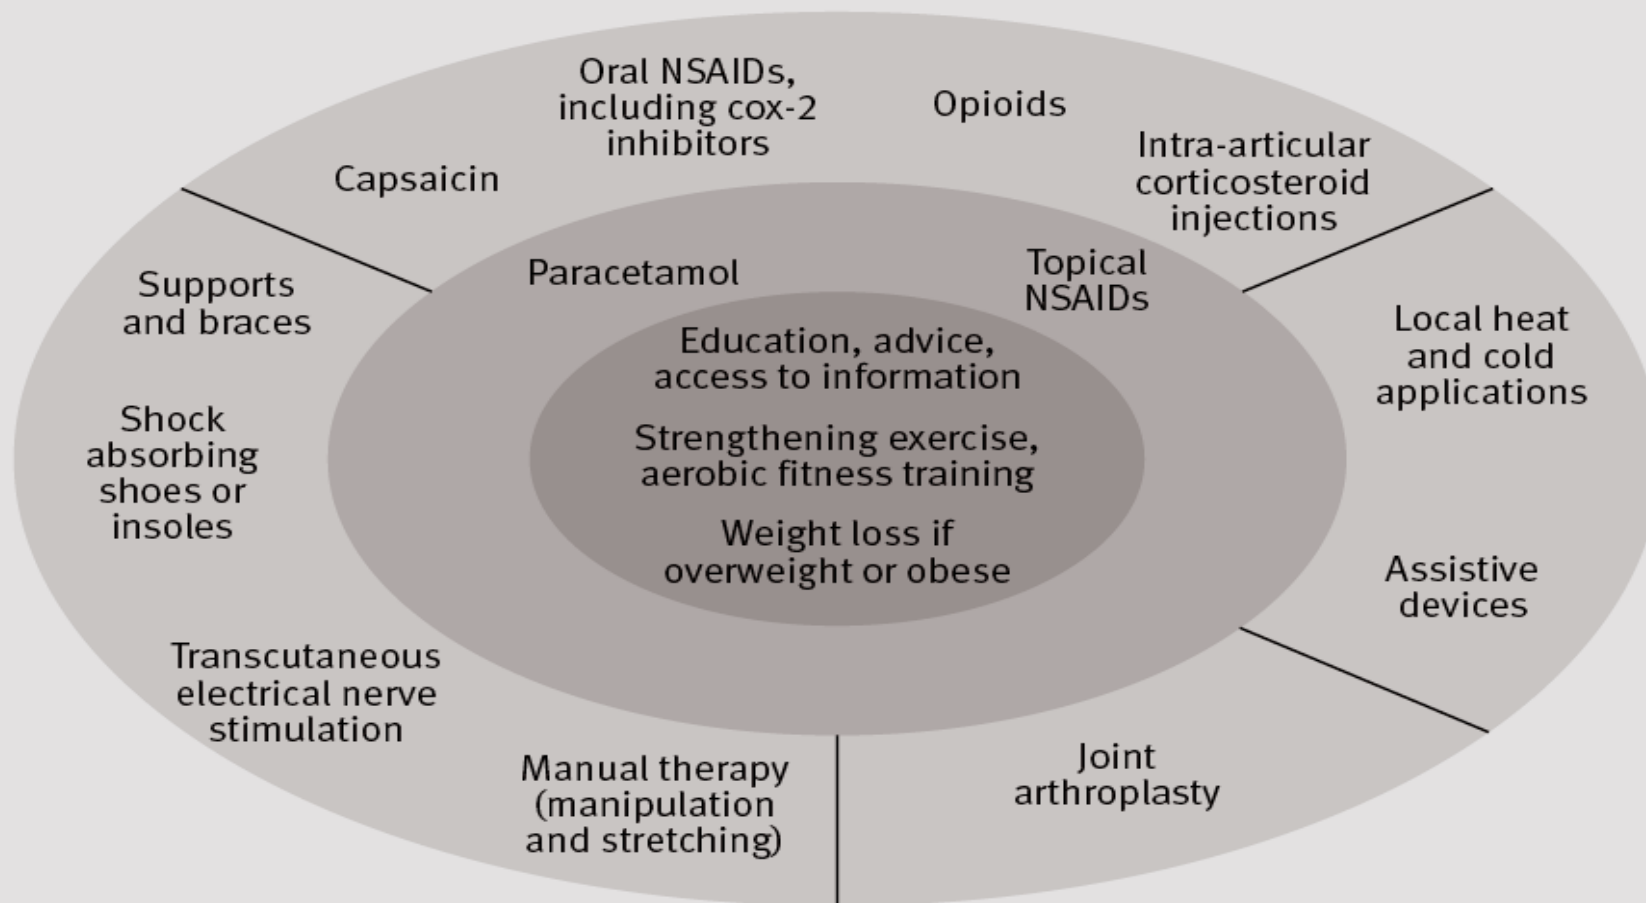 Oral NSAIDs,
including cox-2
inhibitors
Opioids
Intra-articular
corticosteroid
injections
Capsaicin
Supports
and braces
Paracetamol
Topical
NSAIDs
Local heat
and cold
applications
Education, advice,
access to information
Shock
absorbing
shoes or
insoles
Strengthening exercise,
aerobic fitness training
Weight loss if
overweight or obese
Assistive
devices
Transcutaneous
electrical nerve
stimulation
Manual therapy
(manipulation
and stretching)
Joint
arthroplasty